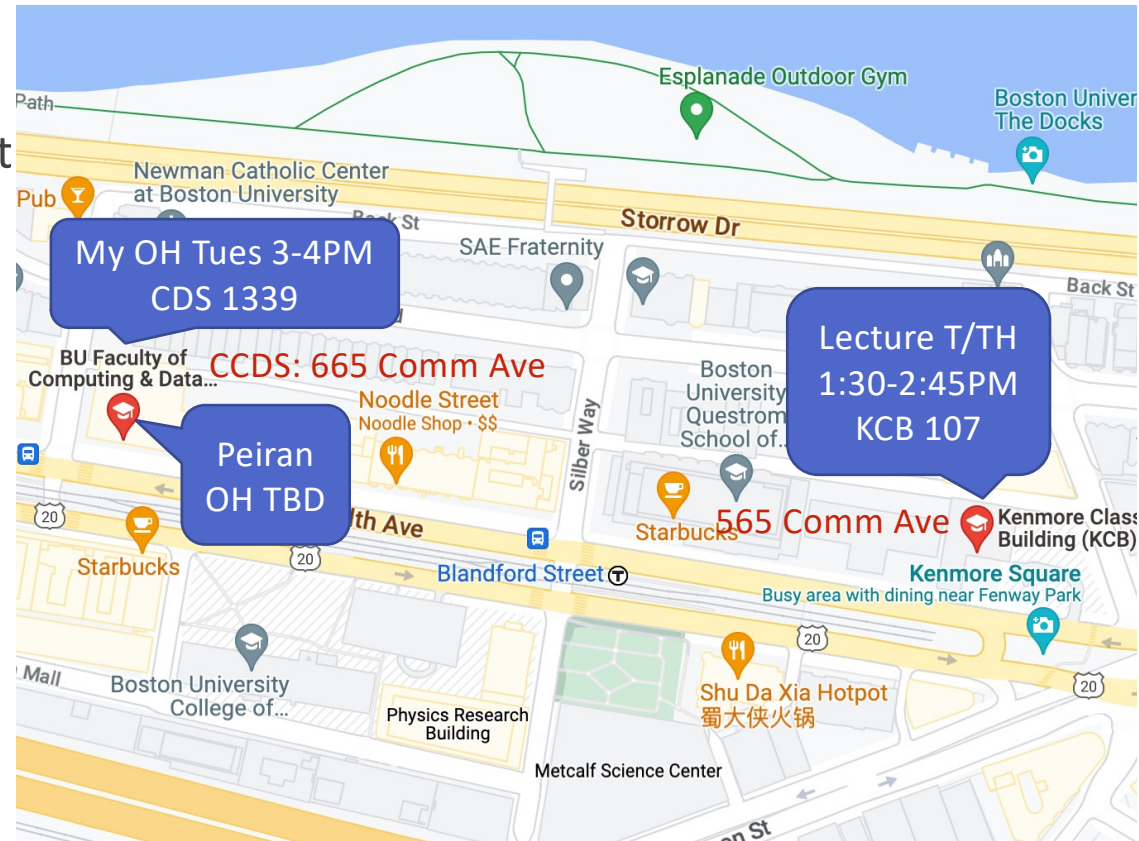 Esplanade Outdoor Gym
Boston Univer
The Docks
Path
t
Newman Catholic Center
at Boston University
Pub
Back St
Storrow Dr
SAE Fraternity
Back St
My OH Tues 3-4PM
CDS 1339
Lecture T/TH
1:30-2:45PM
KCB 107
BU Faculty of
Computing & Data...
CCDS: 665 Comm Ave
Noodle Street
Noodle Shop · $$
Boston
University
Questrom
School of...
Silber Way
Peiran
OH TBD
20
lth Ave
Starbucks
565 Comm Ave
Kenmore Class
Building (KCB)
Starbucks
20
Blandford Street
T
Kenmore Square
Busy area with dining near Fenway Park
20
20
Mall
Boston University
College of...
Physics Research
Building
Shu Da Xia Hotpot
蜀大侠火锅
Metcalf Science Center
on St